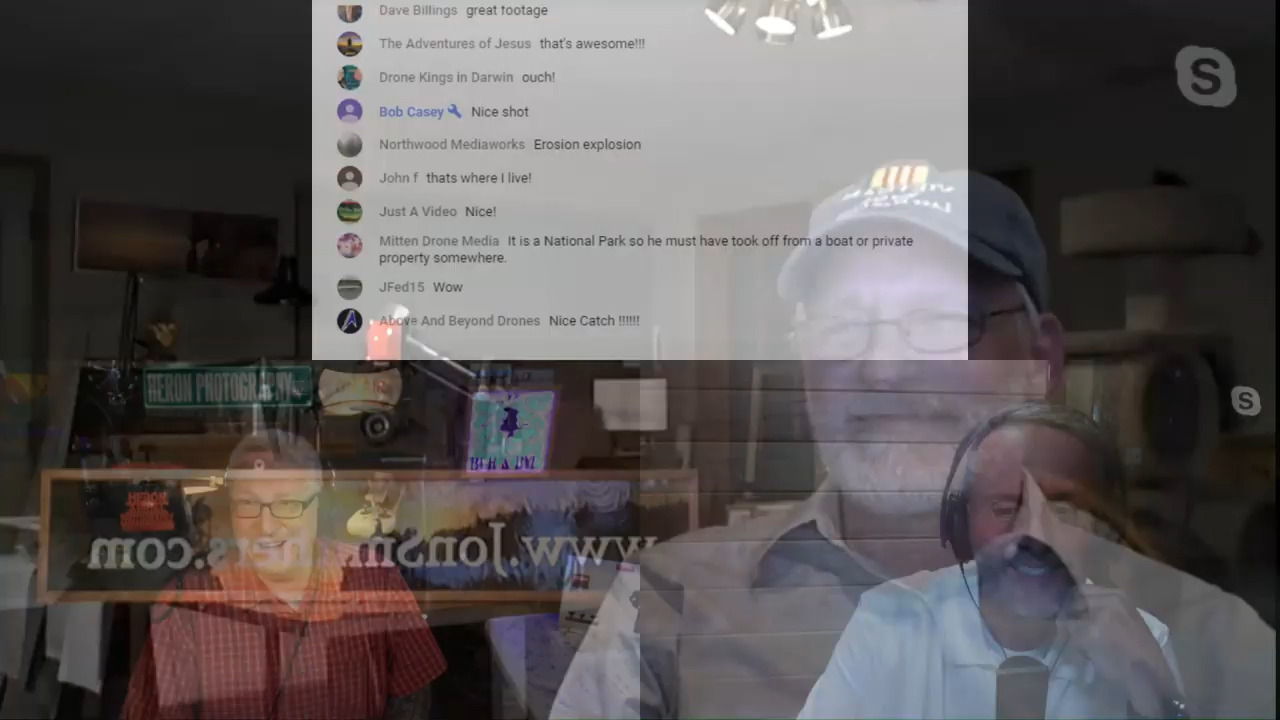 Dave Billings great footage
The Adventures of Jesus that's awesome!!!
Drone Kings in Darwin ouch!
Bob Casey Nice shot
Northwood Mediaworks Erosion explosion
John f thats where I live!
Just A Video Nice!
Mitten Drone Media It is a National Park so he must have took off from a boat or private
property somewhere.
JFed15 Wow
Above And Beyond Drones Nice Catch !!!!!!
HERON PHOTOGRAPHY
HERON